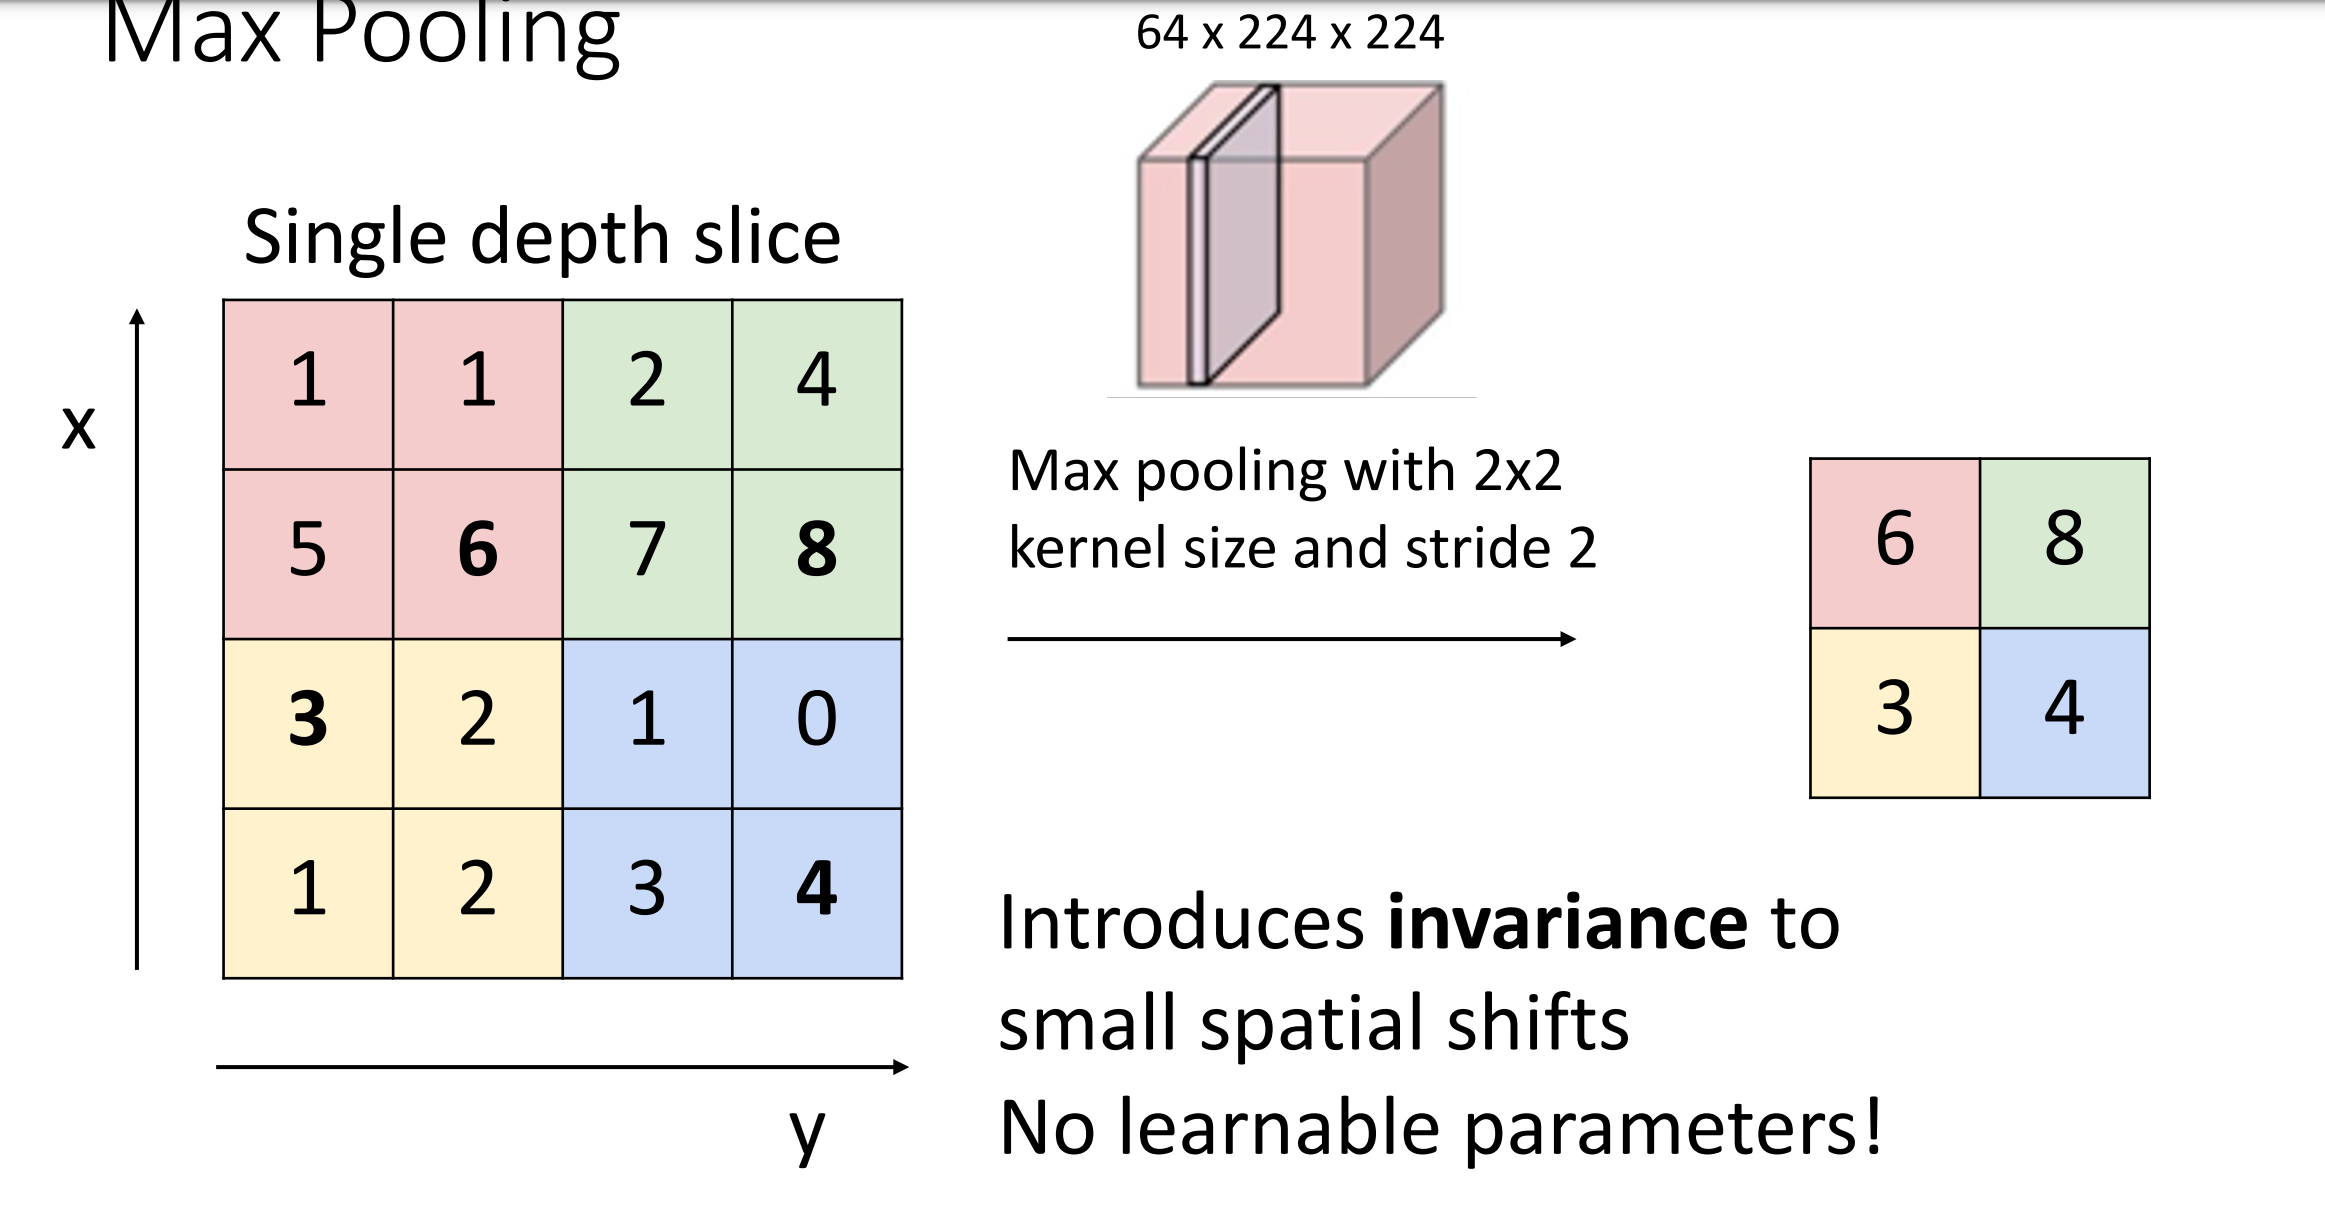 Max Pooling
64 x 224 x 224
Single depth slice
x
1 1 2 4
5 6 7 8
3 2 1 0
1 2 3 4
y
Max pooling with 2x2
kernel size and stride 2
6 8
3 4
Introduces invariance to
small spatial shifts
No learnable parameters!